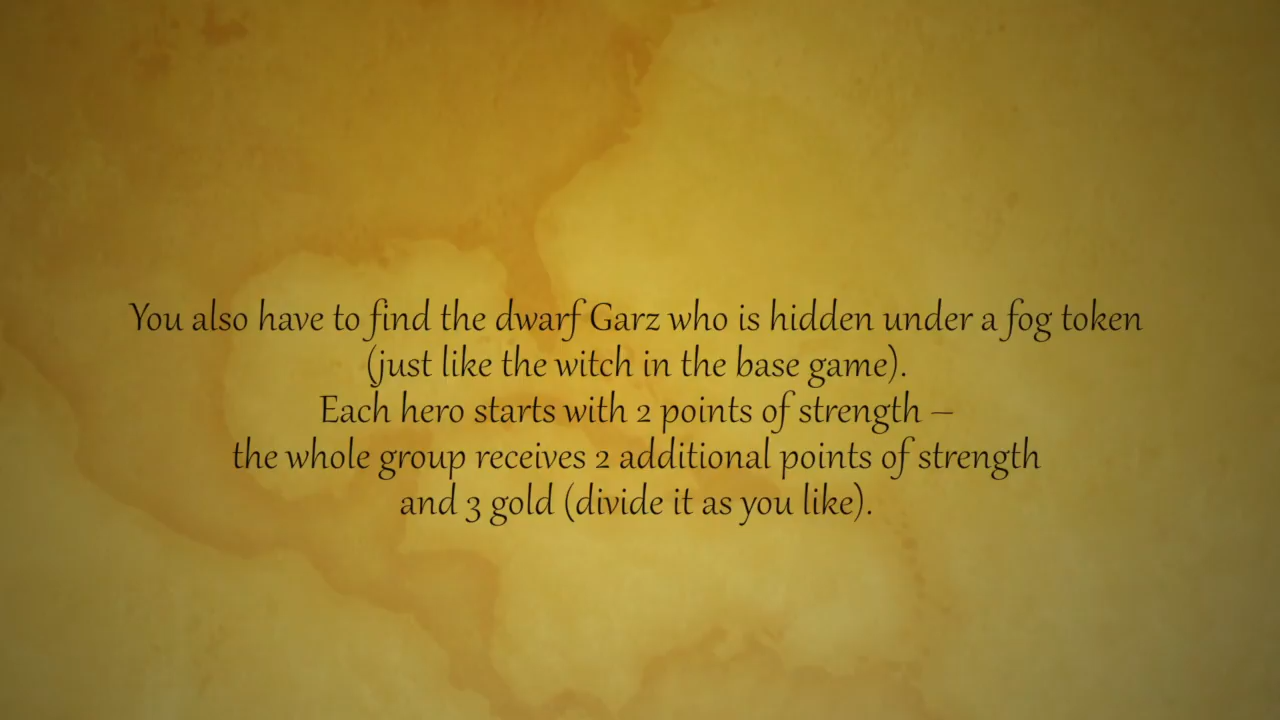 You also have to find the dwarf Garz who is hidden under a fog token
(just like the witch in the base game).
Each hero starts with 2 points of strength –
the whole group receives 2 additional points of strength
and 3 gold (divide it as you like).